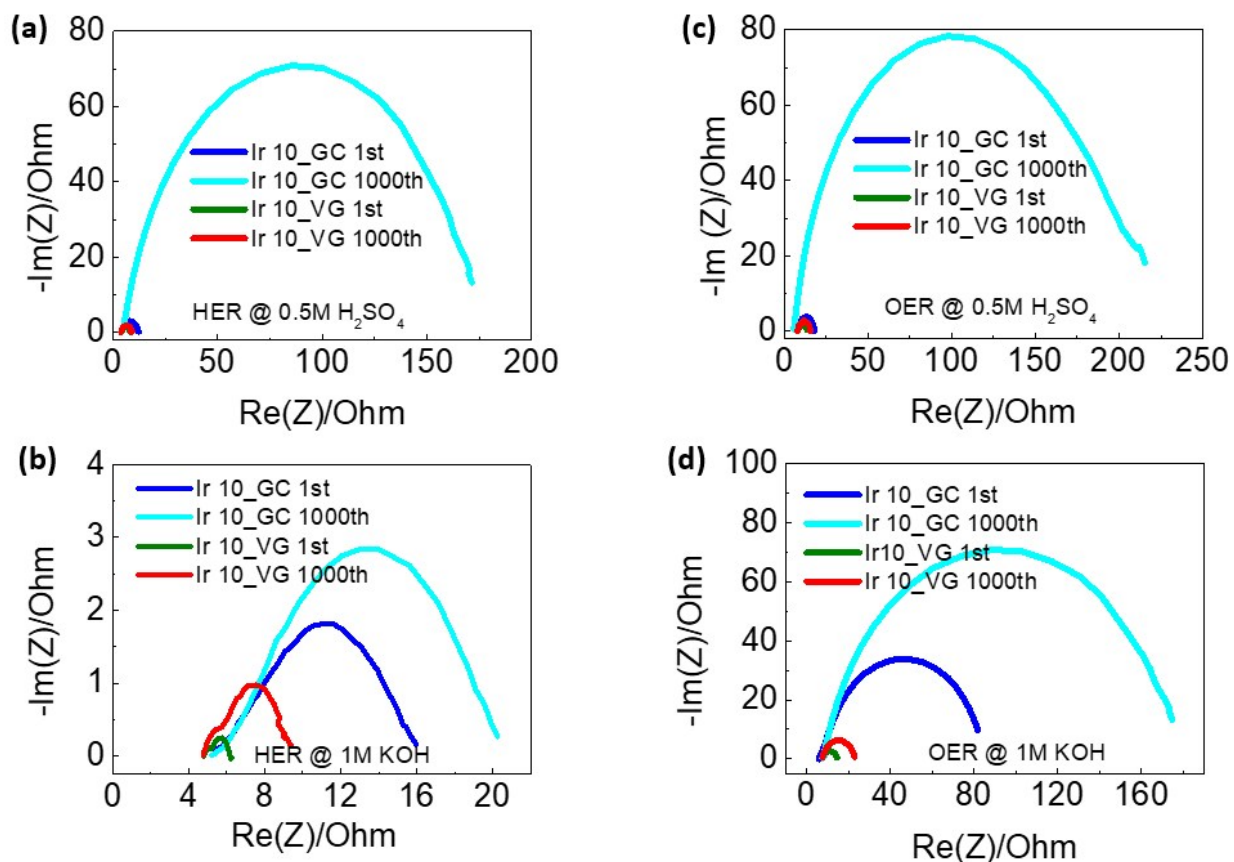 (a)
80
60
40
20
0
-Im(Z)/Ohm
Ir 10_GC 1st
Ir 10_GC 1000th
Ir 10_VG 1st
Ir 10_VG 1000th
HER @ 0.5M H₂SO₄
0 50 100 150 200
Re(Z)/Ohm
(c)
80
60
40
20
0
-Im (Z)/Ohm
Ir 10_GC 1st
Ir 10_GC 1000th
Ir 10_VG 1st
Ir 10_VG 1000th
OER @ 0.5M H₂SO₄
0 50 100 150 200 250
Re(Z)/Ohm
(b)
4
3
2
1
0
-Im(Z)/Ohm
Ir 10_GC 1st
Ir 10_GC 1000th
Ir 10_VG 1st
Ir 10_VG 1000th
HER @ 1M KOH
0 4 8 12 16 20
Re(Z)/Ohm
(d)
100
80
60
40
20
0
-Im(Z)/Ohm
Ir 10_GC 1st
Ir 10_GC 1000th
Ir10_VG 1st
Ir 10_VG 1000th
OER @ 1M KOH
0 40 80 120 160
Re(Z)/Ohm